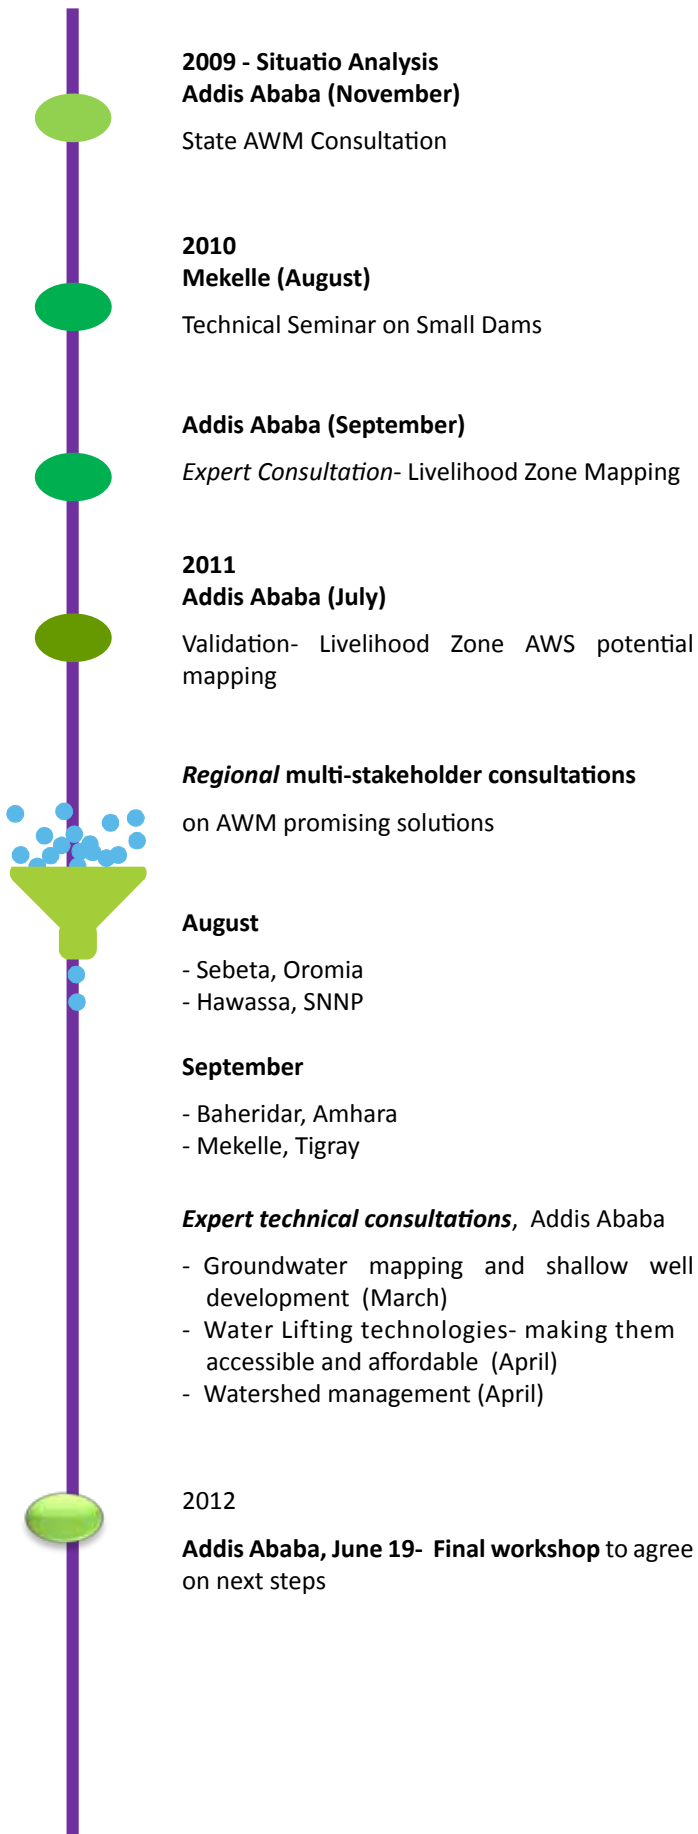 2009 - Situatio Analysis
Addis Ababa (November)
State AWM Consultation
2010
Mekelle (August)
Technical Seminar on Small Dams
Addis Ababa (September)
Expert Consultation- Livelihood Zone Mapping
2011
Addis Ababa (July)
Validation- Livelihood Zone AWS potential
mapping
Regional multi-stakeholder consultations
on AWM promising solutions
August
- Sebeta, Oromia
- Hawassa, SNNP
September
- Baheridar, Amhara
- Mekelle, Tigray
Expert technical consultations, Addis Ababa
- Groundwater mapping and shallow well
development (March)
- Water Lifting technologies- making them
accessible and affordable (April)
- Watershed management (April)
2012
Addis Ababa, June 19- Final workshop to agree
on next steps